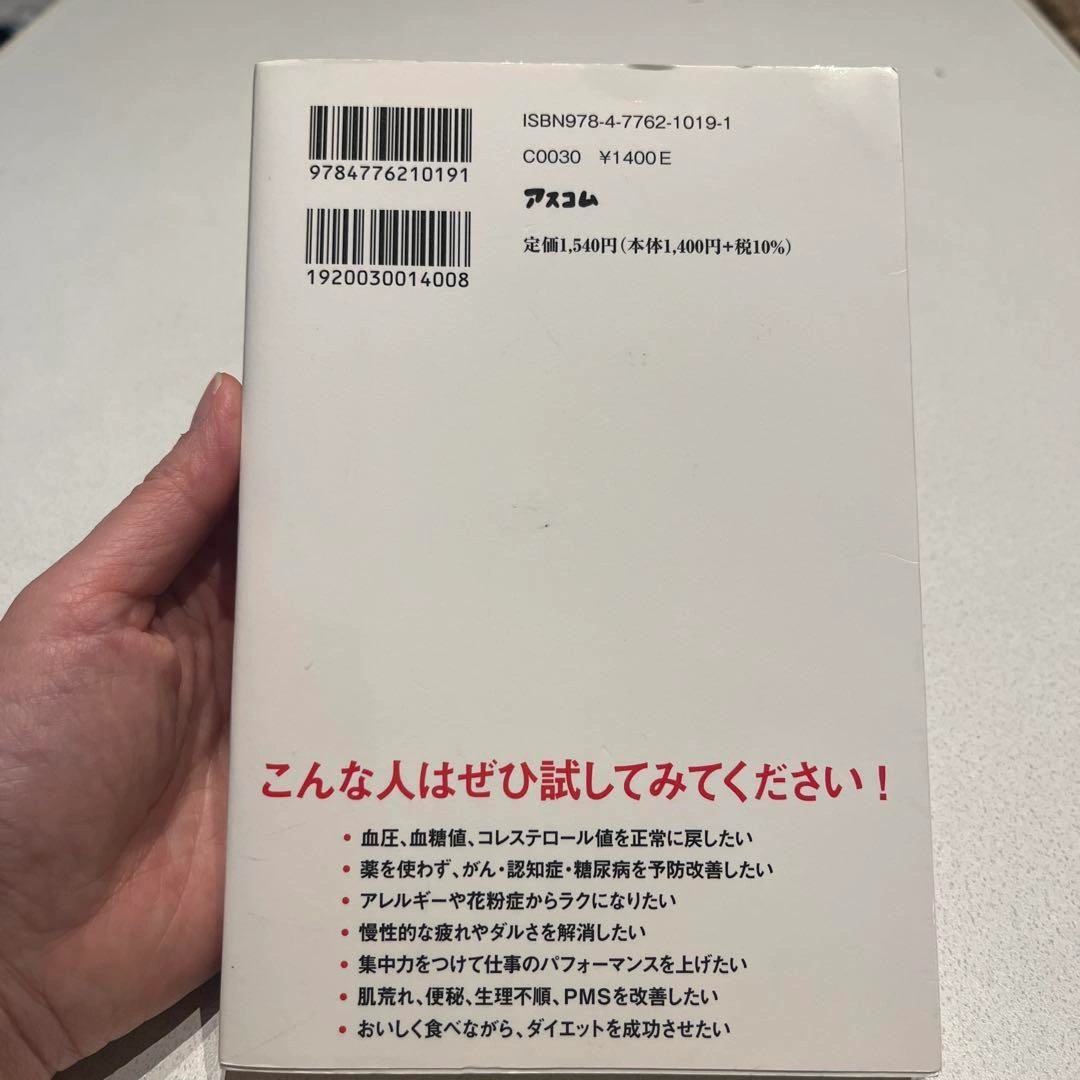 9784776210191
1920030014008
ISBN978-4-7762-1019-1
C0030 ¥1400E
アスコム
定価1,540円(本体1,400円+税10%)
こんな人はぜひ試してみてください!
・血圧、血糖値、コレステロール値を正常に戻したい
・薬を使わず、がん・認知症・糖尿病を予防改善したい
・アレルギーや花粉症からラクになりたい
・慢性的な疲れやダルさを解消したい
・集中力をつけて仕事のパフォーマンスを上げたい
・肌荒れ、便秘、生理不順、PMSを改善したい
・おいしく食べながら、ダイエットを成功させたい